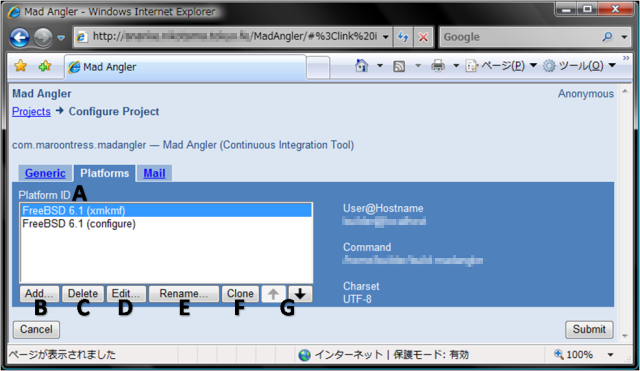 Mad Angler - Windows Internet Explorer
http:// /MadAngler/#%3Clink%20i
Google
Mad Angler
ページ(P)
ツール(O)
Mad Angler
Anonymous
Projects → Configure Project
com.maroontress.madangler — Mad Angler (Continuous Integration Tool)
Generic
Platforms
Mail
Platform ID
A
FreeBSD 6.1 (xmkmf)
FreeBSD 6.1 (configure)
User@Hostname
Command
Charset
UTF-8
Add...
Delete
Edit...
Rename...
Clone
B
C
D
E
F
G
Cancel
Submit
ページが表示されました
インターネット | 保護モード: 有効
100%